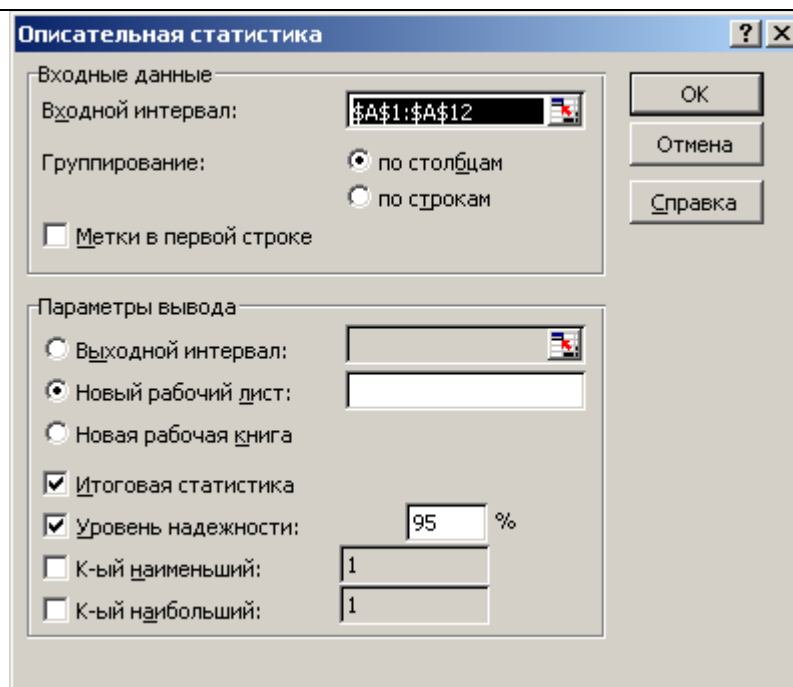 Описательная статистика
Входные данные
Входной интервал: $A$1:$A$12
Группирование: по столбцам
по строкам
Метки в первой строке
OK
Отмена
Справка
Параметры вывода
Выходной интервал:
Новый рабочий лист:
Новая рабочая книга
Итоговая статистика
Уровень надежности: 95 %
К-ый наименьший: 1
К-ый наибольший: 1